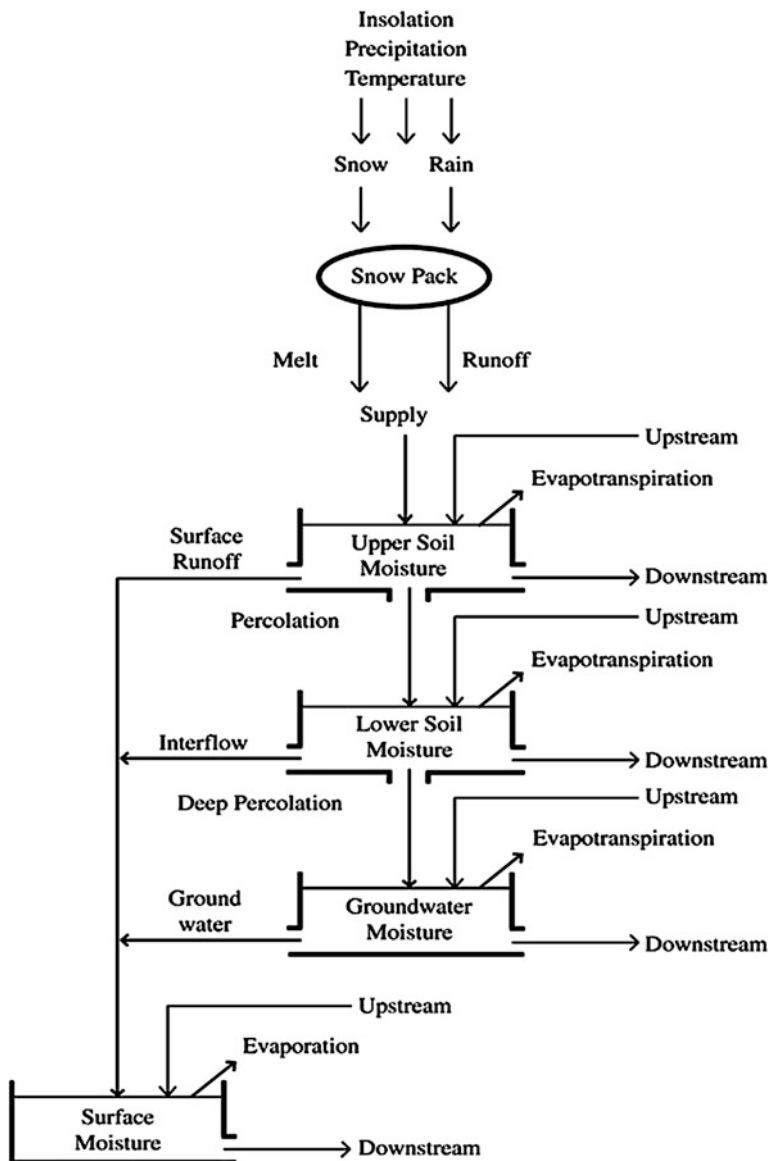 Insolation
Precipitation
Temperature
Snow
Rain
Snow Pack
Melt
Runoff
Supply
Upstream
Evapotranspiration
Surface
Runoff
Upper Soil
Moisture
Downstream
Percolation
Upstream
Evapotranspiration
Interflow
Lower Soil
Moisture
Downstream
Deep Percolation
Upstream
Evapotranspiration
Ground
water
Groundwater
Moisture
Downstream
Upstream
Evaporation
Surface
Moisture
Downstream